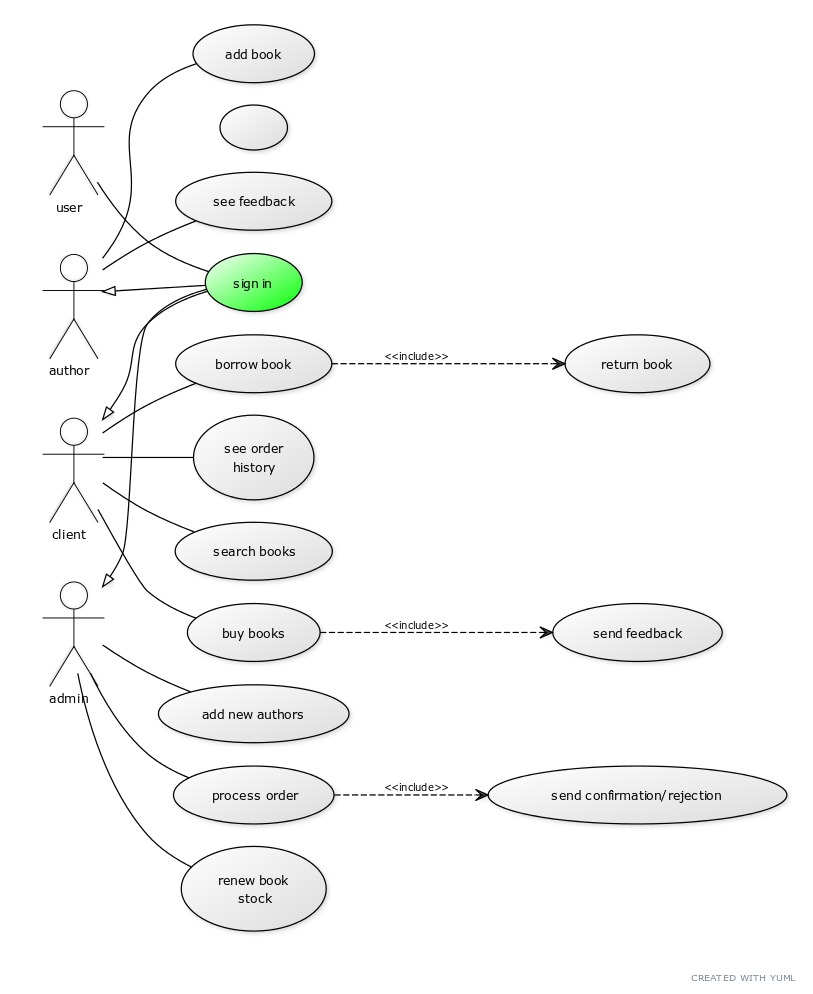 add book
user
see feedback
sign in
author
borrow book
<<include>>
return book
see order
history
client
search books
buy books
<<include>>
send feedback
admin
add new authors
process order
<<include>>
send confirmation/rejection
renew book
stock
CREATED WITH YUML